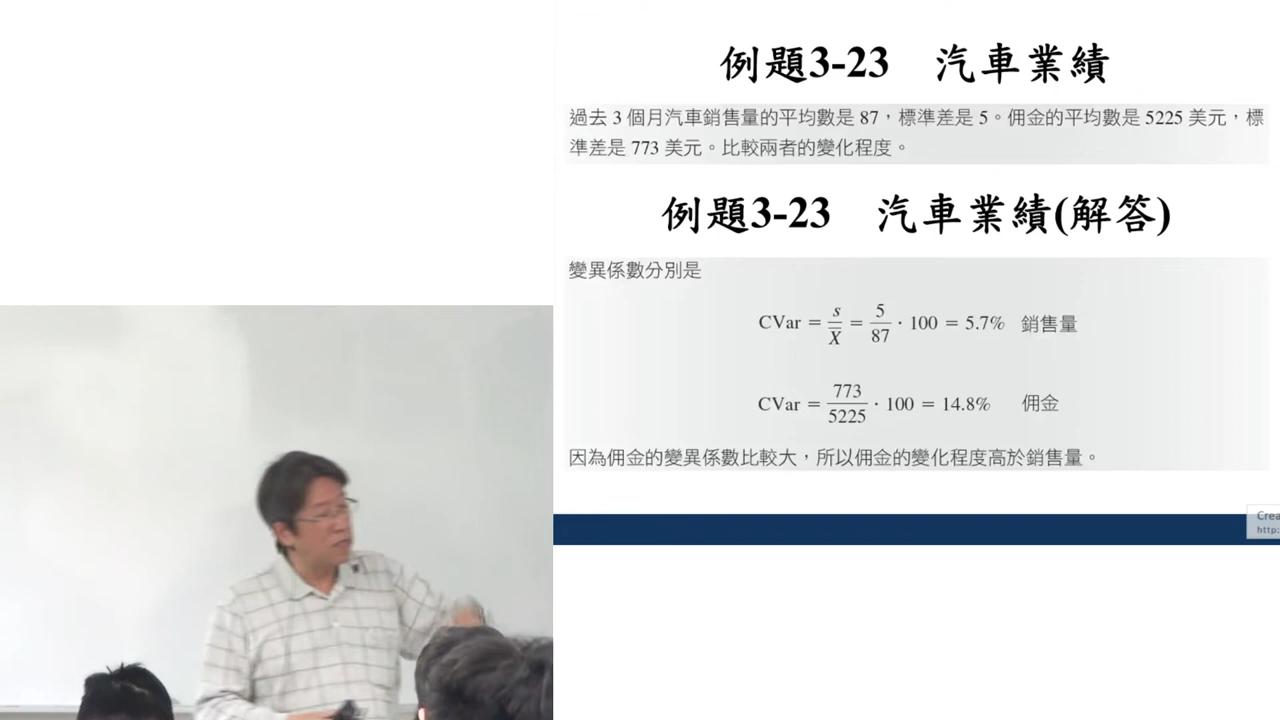 例題3-23 汽車業績
過去 3 個月汽車銷售量的平均數是 87，標準差是 5。佣金的平均數是 5225 美元，標
準差是 773 美元。比較兩者的變化程度。
例題3-23 汽車業績(解答)
變異係數分別是
CVar = s/X̅ = 5/87 · 100 = 5.7% 銷售量
CVar = 773/5225 · 100 = 14.8% 佣金
因為佣金的變異係數比較大，所以佣金的變化程度高於銷售量。
Crea
http: